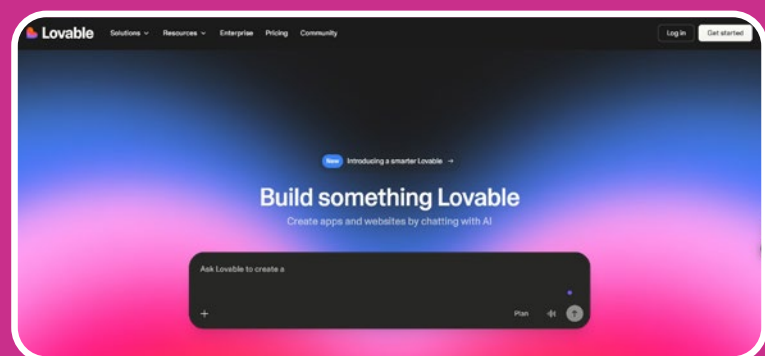 Lovable Solutions Resources Enterprise Pricing Community Log in Get started
New Introducing a smarter Lovable →
Build something Lovable
Create apps and websites by chatting with AI
Ask Lovable to create a
+ Plan